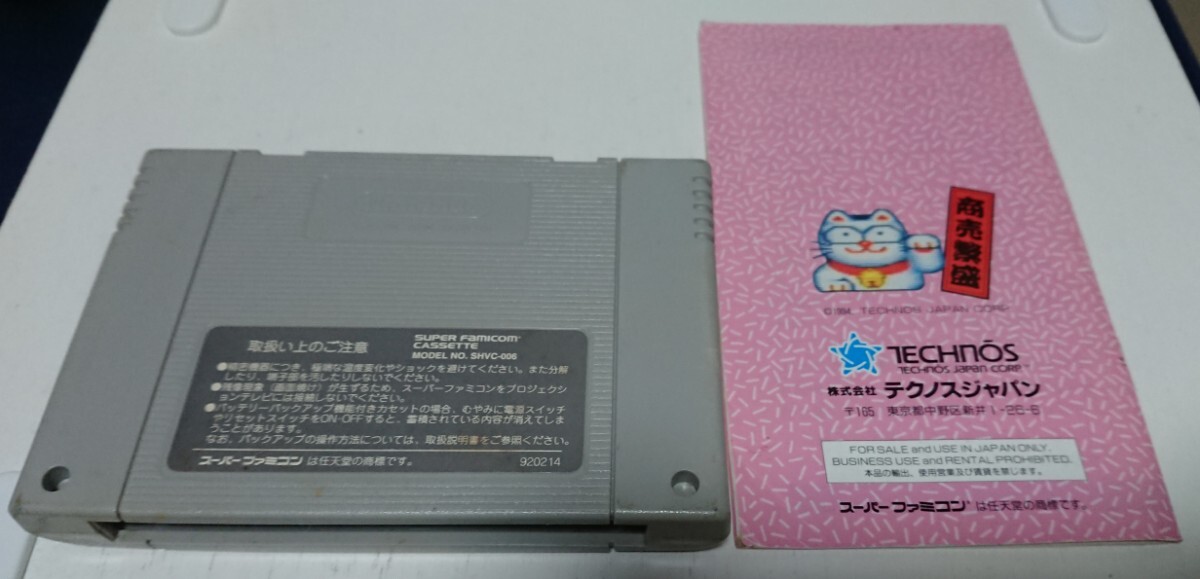 取扱い上のご注意
SUPER FAMICOM
CASSETTE
MODEL NO. SHVC-006
●精密機器につき、極端な温度変化やショックを避けてください。また分解
したり、端子部を汚したりしないでください。
●残像現象(画面焼け)が生ずるため、スーパーファミコンをプロジェクシ
ョンテレビには接続しないでください。
●バッテリーバックアップ機能付きカセットの場合、むやみに電源スイッチ
やリセットスイッチをON-OFFすると、蓄積されている内容が消えてしま
うことがあります。
なお、バックアップの操作方法については、取扱説明書をご参照ください。
スーパーファミコンは任天堂の商標です。
920214
商売繁盛
© 1994 TECHNOS JAPAN CORP.
TECHNŌS
TECHNOS JAPAN CORP.
株式会社 テクノスジャパン
〒165 東京都中野区新井1-26-6
FOR SALE and USE IN JAPAN ONLY.
BUSINESS USE and RENTAL PROHIBITED.
本品の輸出、使用営業及び賃貸を禁じます。
スーパーファミコン®は任天堂の商標です。